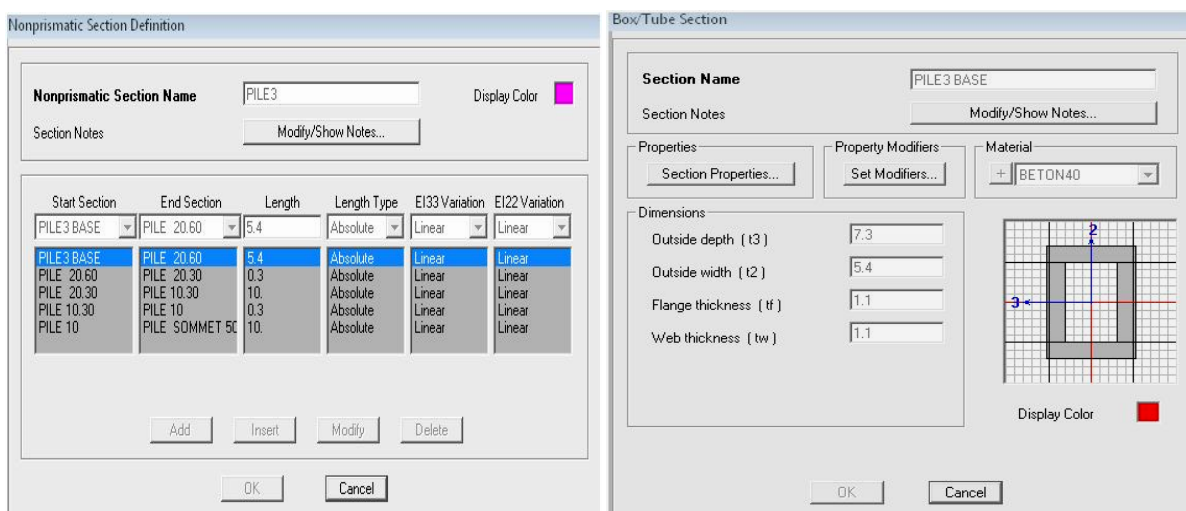 Nonprismatic Section Definition
Nonprismatic Section Name PILE3 Display Color
Section Notes Modify/Show Notes...
Start Section End Section Length Length Type EI33 Variation EI22 Variation
PILE3 BASE PILE 20.60 5.4 Absolute Linear Linear
PILE3 BASE PILE 20.60 5.4 Absolute Linear Linear
PILE 20.60 PILE 20.30 0.3 Absolute Linear Linear
PILE 20.30 PILE 10.30 10. Absolute Linear Linear
PILE 10.30 PILE 10 0.3 Absolute Linear Linear
PILE 10 PILE SOMMET 50 10. Absolute Linear Linear
Add Insert Modify Delete
OK Cancel
Box/Tube Section
Section Name PILE3 BASE
Section Notes Modify/Show Notes...
Properties Property Modifiers Material
Section Properties... Set Modifiers... + BETON40
Dimensions
Outside depth ( t3 ) 7.3
Outside width ( t2 ) 5.4
Flange thickness ( tf ) 1.1
Web thickness ( tw ) 1.1
2
3
Display Color
OK Cancel